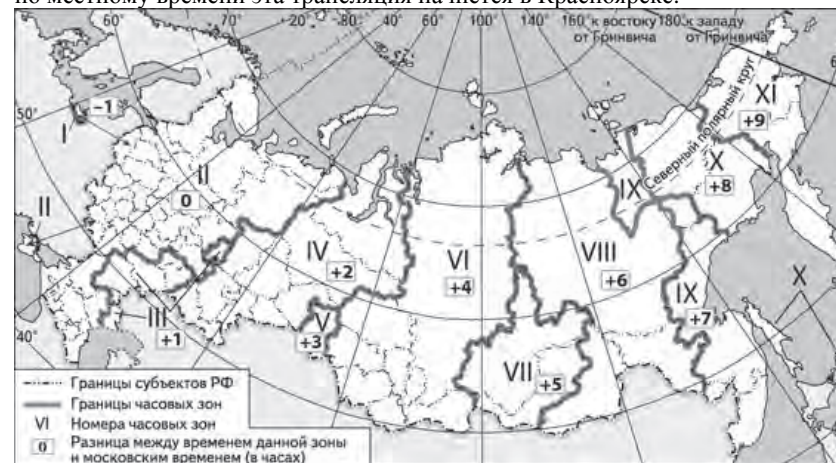 по местному времени эта трансляция начнётся в Красноярске.
60° 70° 20 80 40 60 80 100 120 140 160° к востоку 180° к западу
от Гринвича от Гринвича
50°
I
−1
II
0
II
40°
III
+1
IV
+2
V
+3
VI
+4
VII
+5
VIII
+6
IX
IX
+7
X
+8
XI
+9
X
Северный полярный круг
Границы субъектов РФ
Границы часовых зон
VI Номера часовых зон
0 Разница между временем данной зоны
и московским временем (в часах)